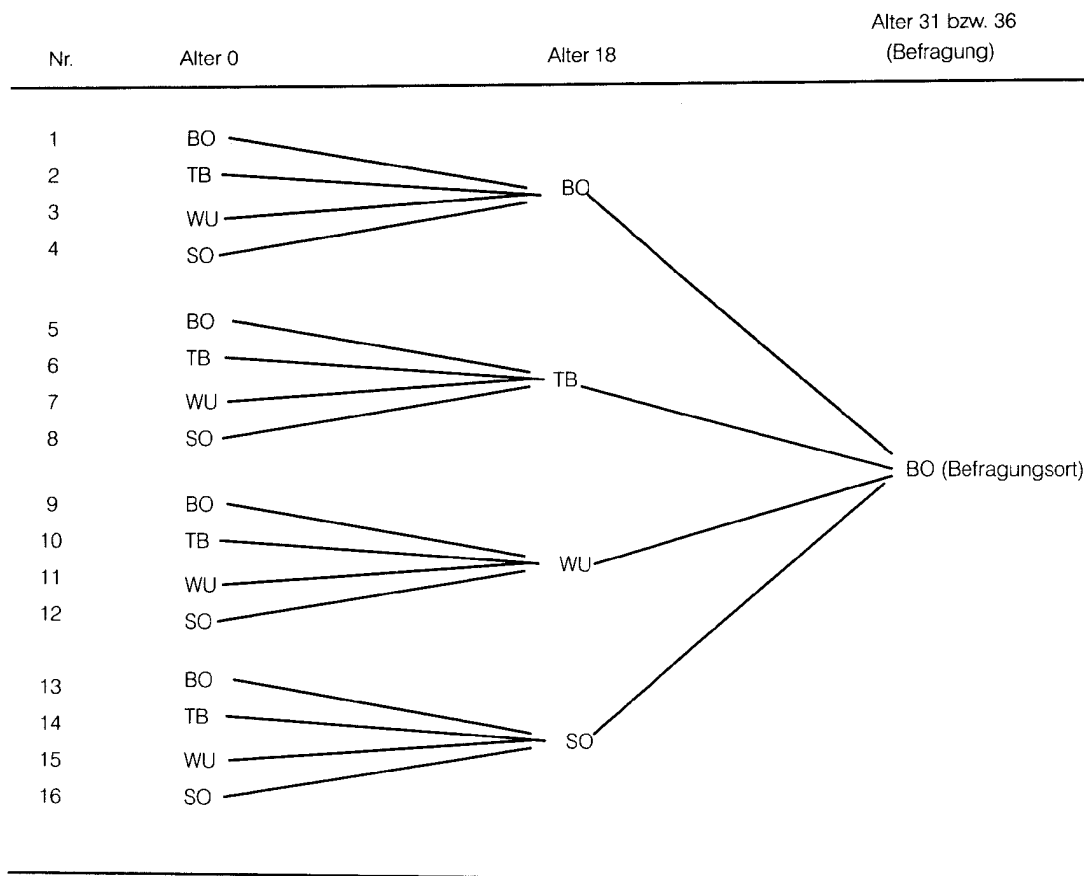 Alter 31 bzw. 36
Nr. Alter 0 Alter 18 (Befragung)
1 BO
2 TB BO
3 WU
4 SO
5 BO
6 TB TB
7 WU
8 SO
BO (Befragungsort)
9 BO
10 TB
11 WU WU
12 SO
13 BO
14 TB
15 WU SO
16 SO